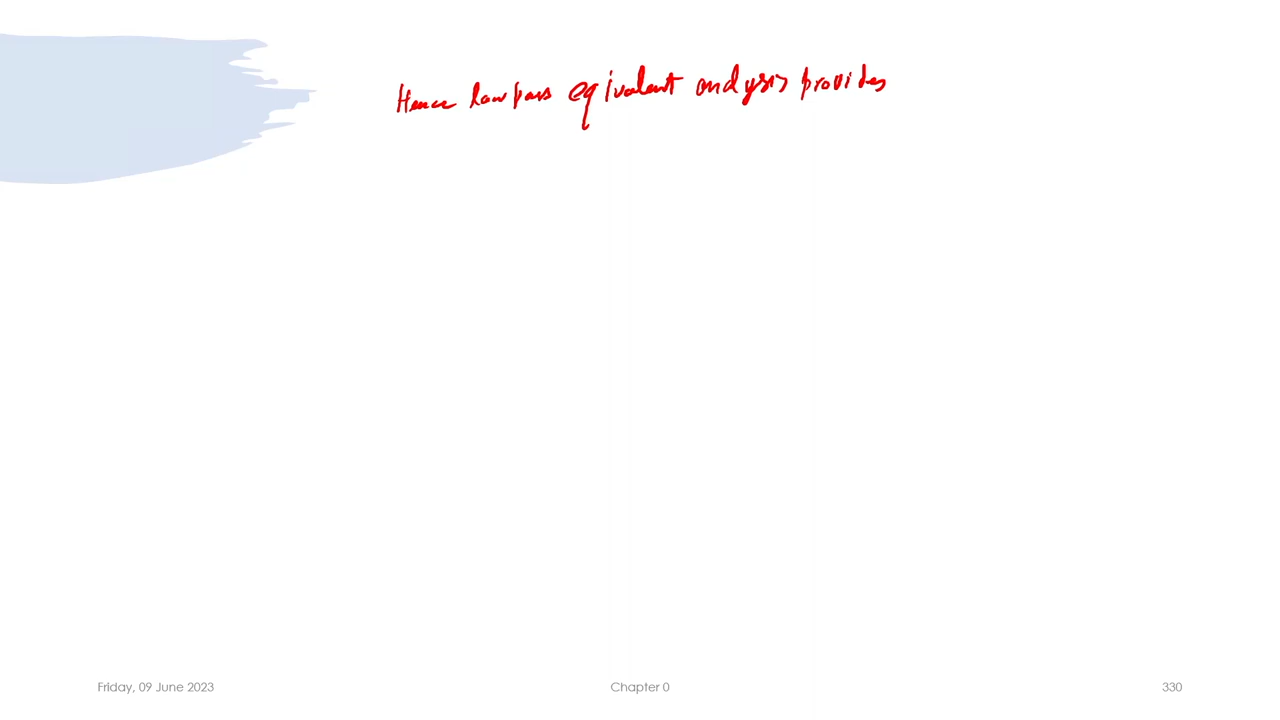 Hence lowpass equivalent analysis provides
Friday, 09 June 2023
Chapter 0
330